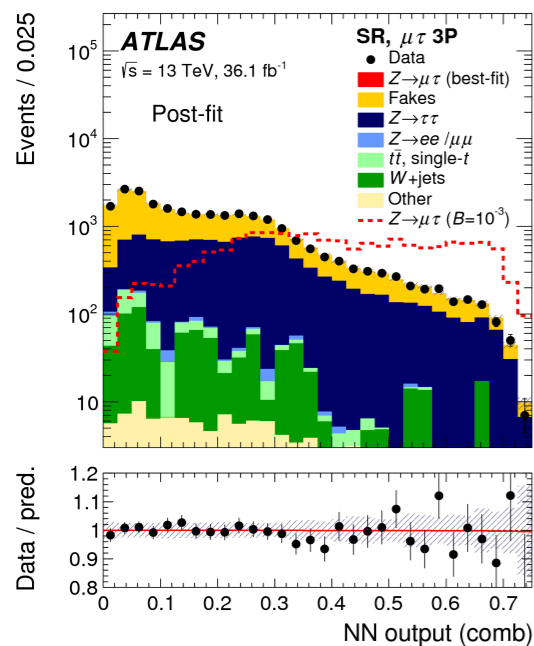 Events / 0.025
10⁵
10⁴
10³
10²
10
ATLAS
√s = 13 TeV, 36.1 fb⁻¹
Post-fit
SR, μτ 3P
Data
Z→μτ (best-fit)
Fakes
Z→ττ
Z→ee /μμ
tt̄, single-t
W+jets
Other
Z→μτ (B=10⁻³)
Data / pred.
1.2
1.1
1
0.9
0.8
0 0.1 0.2 0.3 0.4 0.5 0.6 0.7
NN output (comb)